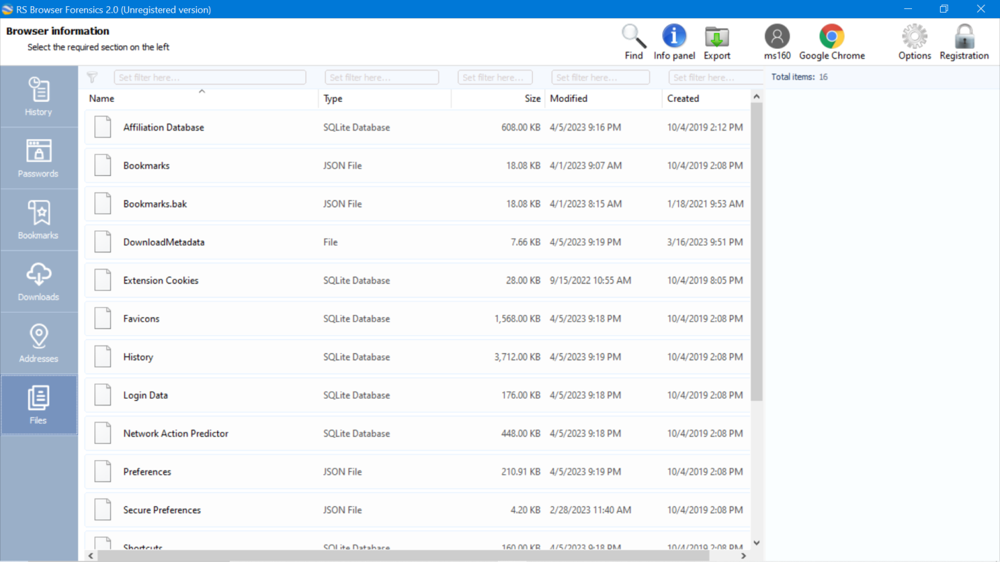 RS Browser Forensics 2.0 (Unregistered version)
Browser information
Select the required section on the left
Find
Info panel
Export
ms160
Google Chrome
Options
Registration
History
Passwords
Bookmarks
Downloads
Addresses
Files
Set filter here... Set filter here... Set filter here... Set filter here... Set filter here...
Total items: 16
Name Type Size Modified Created
Affiliation Database SQLite Database 608.00 KB 4/5/2023 9:16 PM 10/4/2019 2:12 PM
Bookmarks JSON File 18.08 KB 4/1/2023 9:07 AM 10/4/2019 2:08 PM
Bookmarks.bak JSON File 18.08 KB 4/1/2023 8:15 AM 1/18/2021 9:53 AM
DownloadMetadata File 7.66 KB 4/5/2023 9:19 PM 3/16/2023 9:51 PM
Extension Cookies SQLite Database 28.00 KB 9/15/2022 10:55 AM 10/4/2019 8:05 PM
Favicons SQLite Database 1,568.00 KB 4/5/2023 9:18 PM 10/4/2019 2:08 PM
History SQLite Database 3,712.00 KB 4/5/2023 9:19 PM 10/4/2019 2:08 PM
Login Data SQLite Database 176.00 KB 4/5/2023 9:18 PM 10/4/2019 2:08 PM
Network Action Predictor SQLite Database 448.00 KB 4/5/2023 9:18 PM 10/4/2019 2:08 PM
Preferences JSON File 210.91 KB 4/5/2023 9:19 PM 10/4/2019 2:08 PM
Secure Preferences JSON File 4.20 KB 2/28/2023 11:40 AM 10/4/2019 2:08 PM
Shortcuts SQLite Database 160.00 KB 4/5/2023 9:18 PM 10/4/2019 2:08 PM